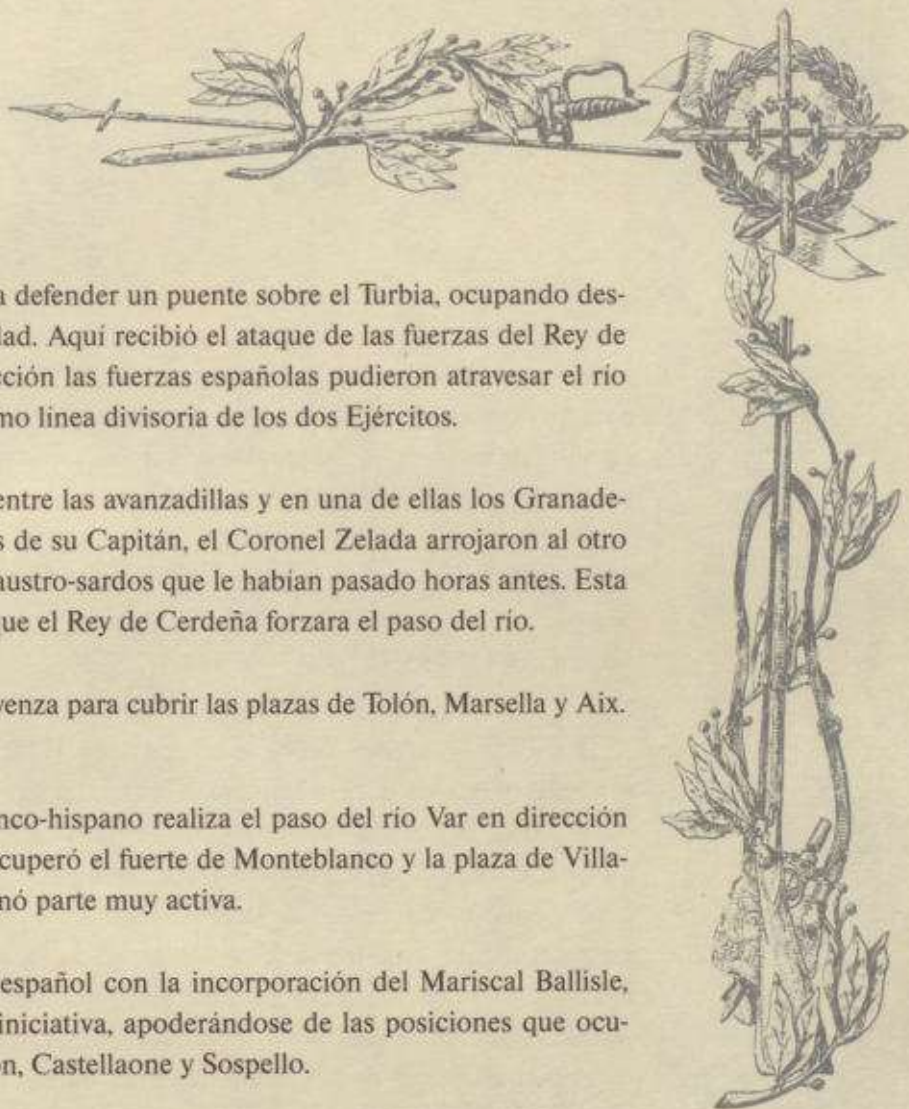 a defender un puente sobre el Turbia, ocupando des-
dad. Aquí recibió el ataque de las fuerzas del Rey de
cción las fuerzas españolas pudieron atravesar el río
mo línea divisoria de los dos Ejércitos.
entre las avanzadillas y en una de ellas los Granade-
s de su Capitán, el Coronel Zelada arrojaron al otro
austro-sardos que le habían pasado horas antes. Esta
que el Rey de Cerdeña forzara el paso del río.
venza para cubrir las plazas de Tolón, Marsella y Aix.
nco-hispano realiza el paso del río Var en dirección
cuperó el fuerte de Monteblanco y la plaza de Villa-
mó parte muy activa.
español con la incorporación del Mariscal Ballisle,
iniciativa, apoderándose de las posiciones que ocu-
ón, Castellaone y Sospello.